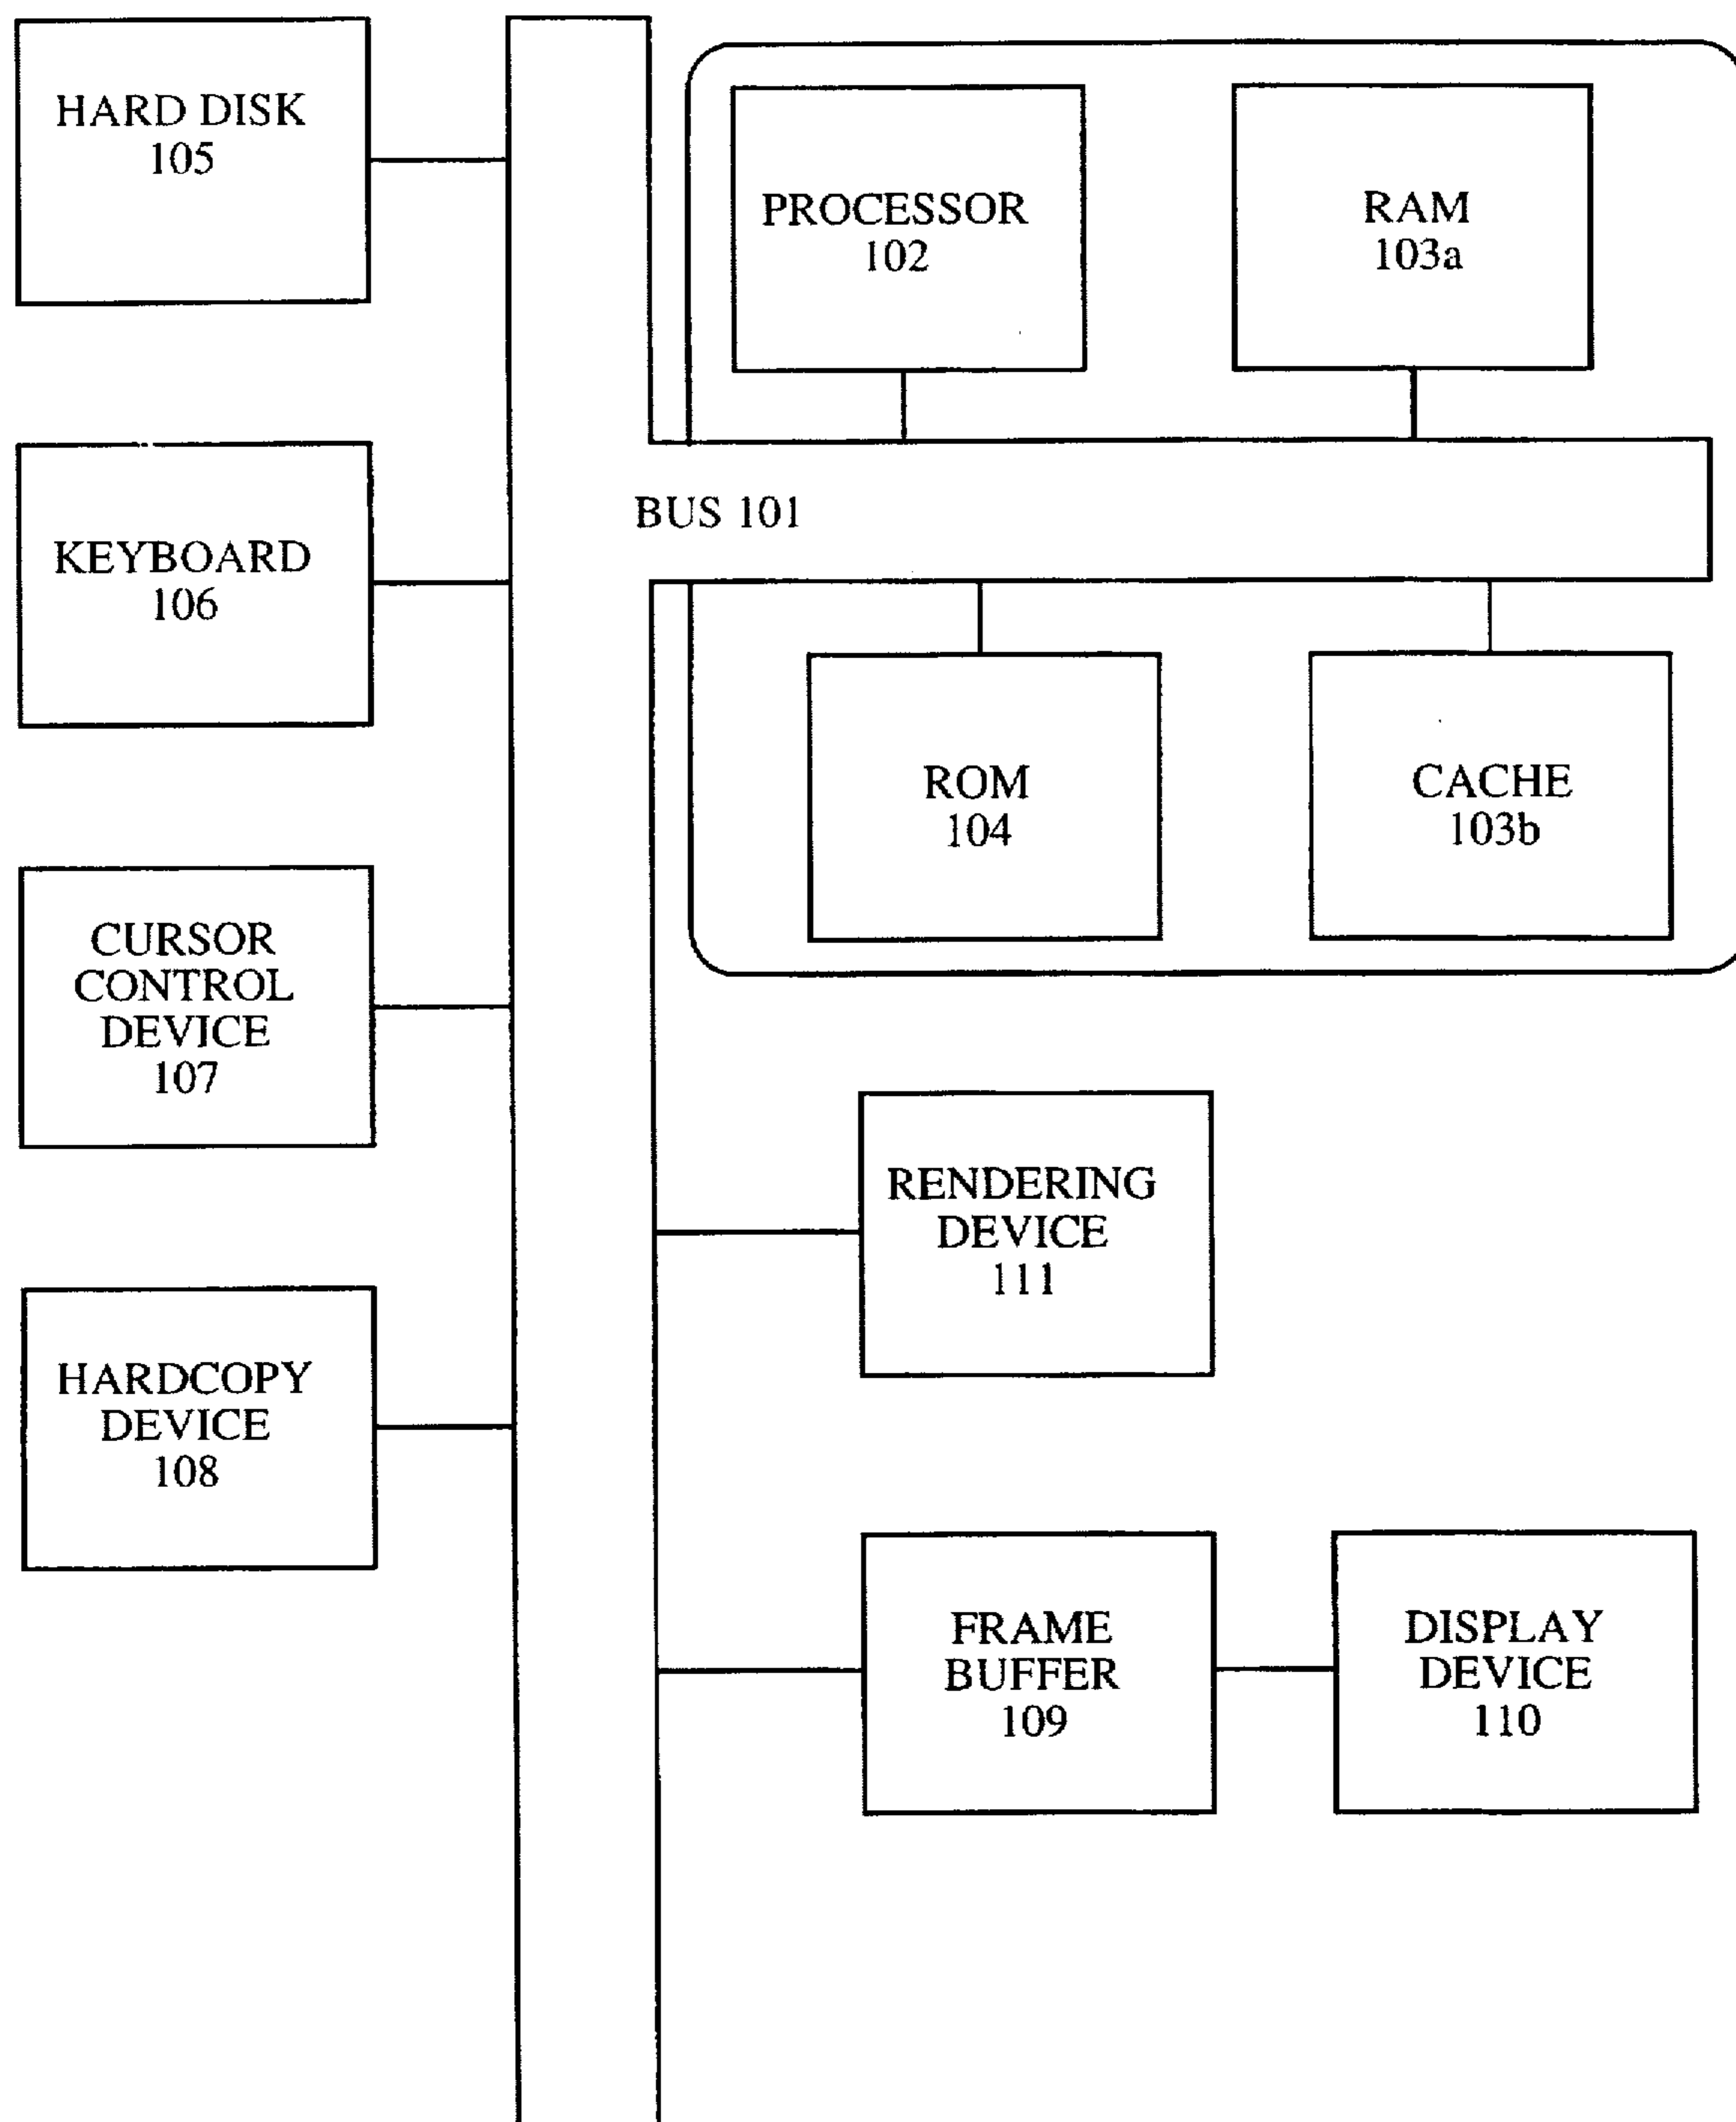 HARD DISK
105
PROCESSOR
102
RAM
103a
BUS 101
KEYBOARD
106
ROM
104
CACHE
103b
CURSOR
CONTROL
DEVICE
107
RENDERING
DEVICE
111
HARDCOPY
DEVICE
108
FRAME
BUFFER
109
DISPLAY
DEVICE
110